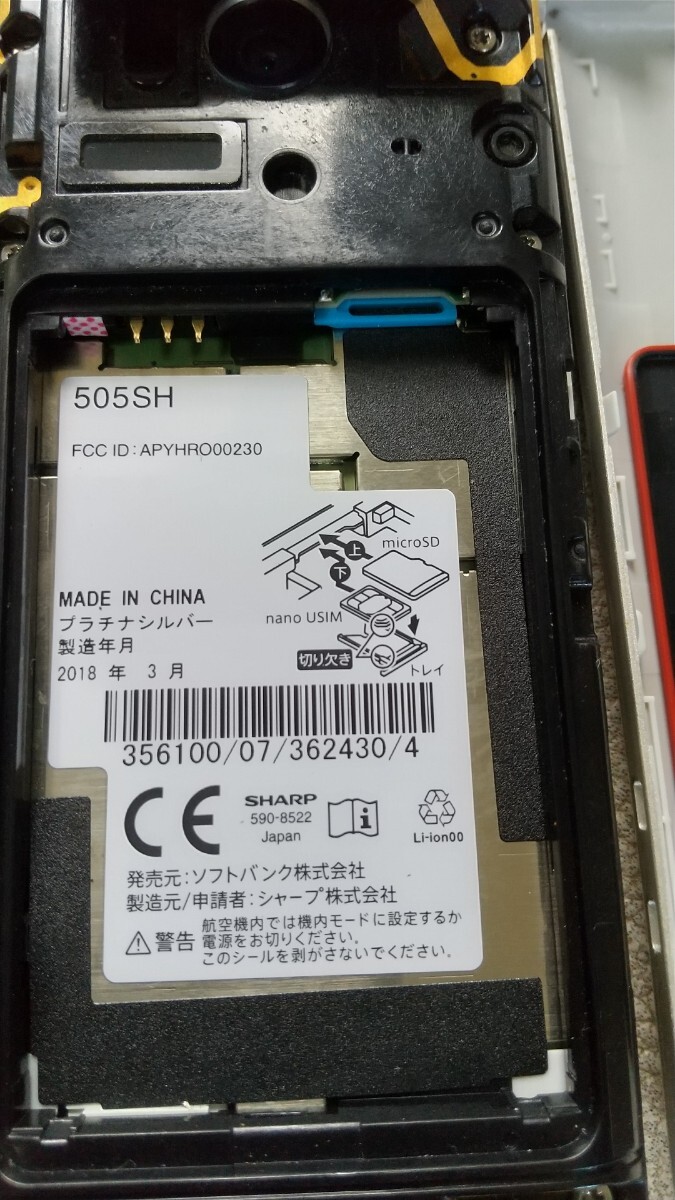 505SH
FCC ID：APYHRO00230
microSD
上
下
nano USIM
切り欠き
トレイ
MADE IN CHINA
プラチナシルバー
製造年月
2018 年 3 月
356100/07/362430/4
CE
SHARP
590-8522
Japan
i
Li-ion00
発売元：ソフトバンク株式会社
製造元/申請者：シャープ株式会社
警告
航空機内では機内モードに設定するか
電源をお切りください。
このシールを剥がさないでください。